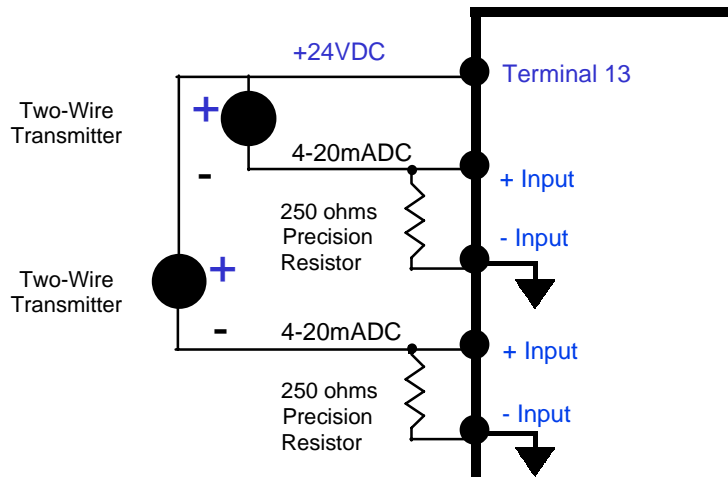 +24VDC
Terminal 13
Two-Wire
Transmitter
+
4-20mADC
-
+ Input
250 ohms
Precision
Resistor
- Input
Two-Wire
Transmitter
+
-
4-20mADC
+ Input
250 ohms
Precision
Resistor
- Input